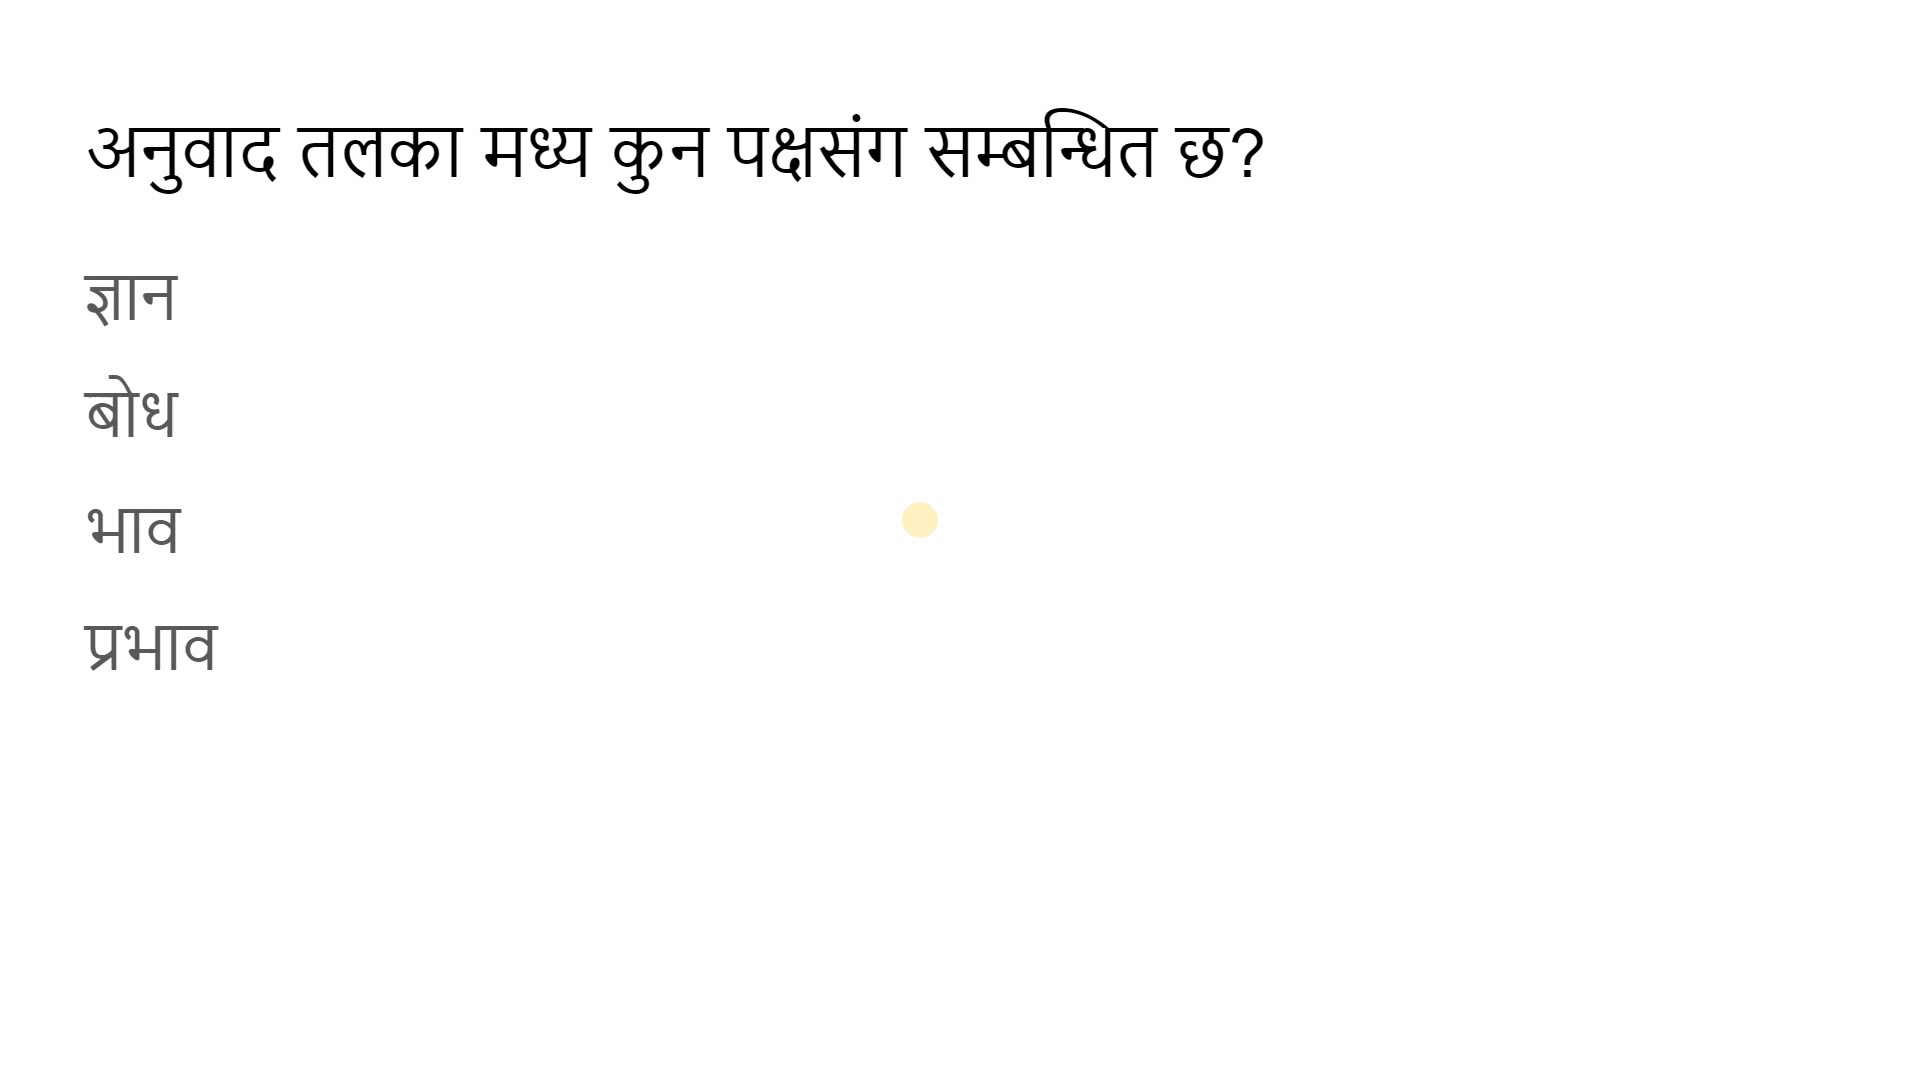 अनुवाद तलका मध्य कुन पक्षसंग सम्बन्धित छ?
ज्ञान
बोध
भाव
प्रभाव